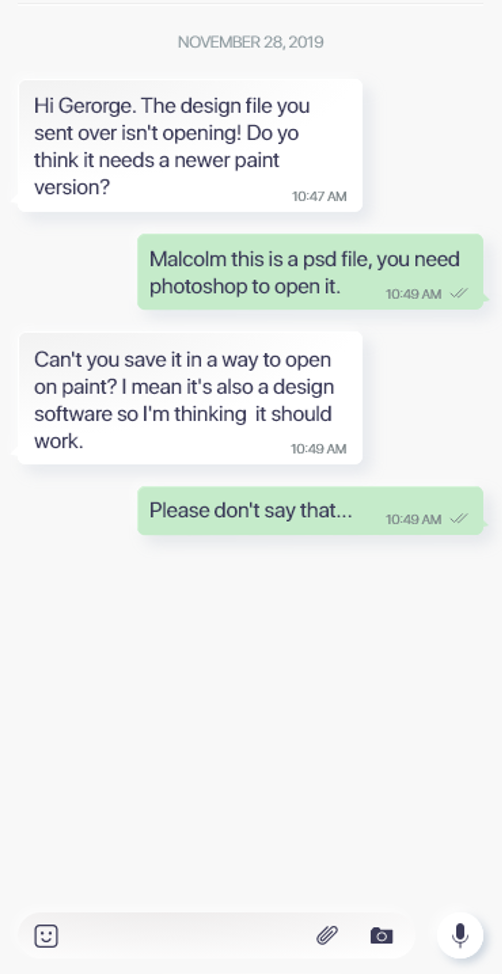 NOVEMBER 28, 2019
Hi Gerorge. The design file you
sent over isn't opening! Do yo
think it needs a newer paint
version?
10:47 AM
Malcolm this is a psd file, you need
photoshop to open it.
10:49 AM
Can't you save it in a way to open
on paint? I mean it's also a design
software so I'm thinking  it should
work.
10:49 AM
Please don't say that...
10:49 AM